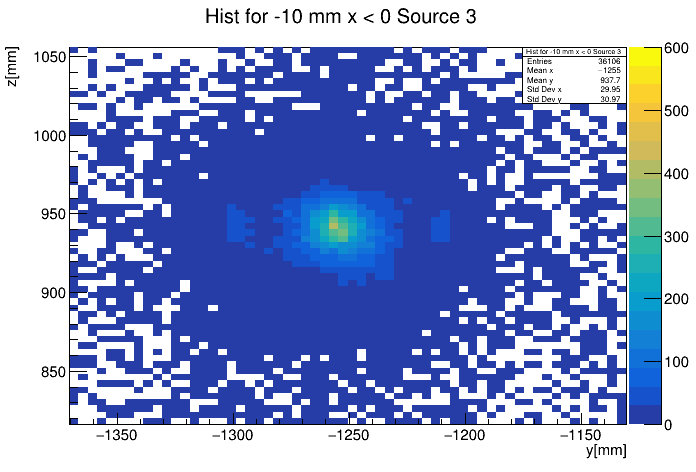 Hist for -10 mm x < 0 Source 3
z[mm]
1050
1000
950
900
850
Hist for -10 mm x < 0 Source 3
Entries 36106
Mean x −1255
Mean y 937.7
Std Dev x 29.95
Std Dev y 30.97
600
500
400
300
200
100
0
−1350 −1300 −1250 −1200 −1150
y[mm]